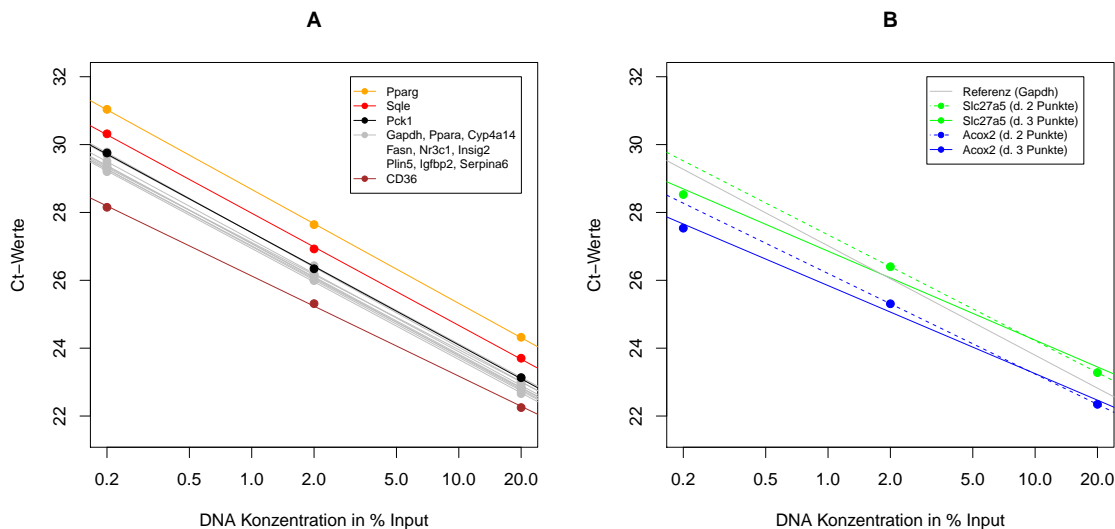 A
Ct−Werte
32
30
28
26
24
22
Pparg
Sqle
Pck1
Gapdh, Ppara, Cyp4a14
Fasn, Nr3c1, Insig2
Plin5, Igfbp2, Serpina6
CD36
0.2 0.5 1.0 2.0 5.0 10.0 20.0
DNA Konzentration in % Input
B
Ct−Werte
32
30
28
26
24
22
Referenz (Gapdh)
Slc27a5 (d. 2 Punkte)
Slc27a5 (d. 3 Punkte)
Acox2 (d. 2 Punkte)
Acox2 (d. 3 Punkte)
0.2 0.5 1.0 2.0 5.0 10.0 20.0
DNA Konzentration in % Input